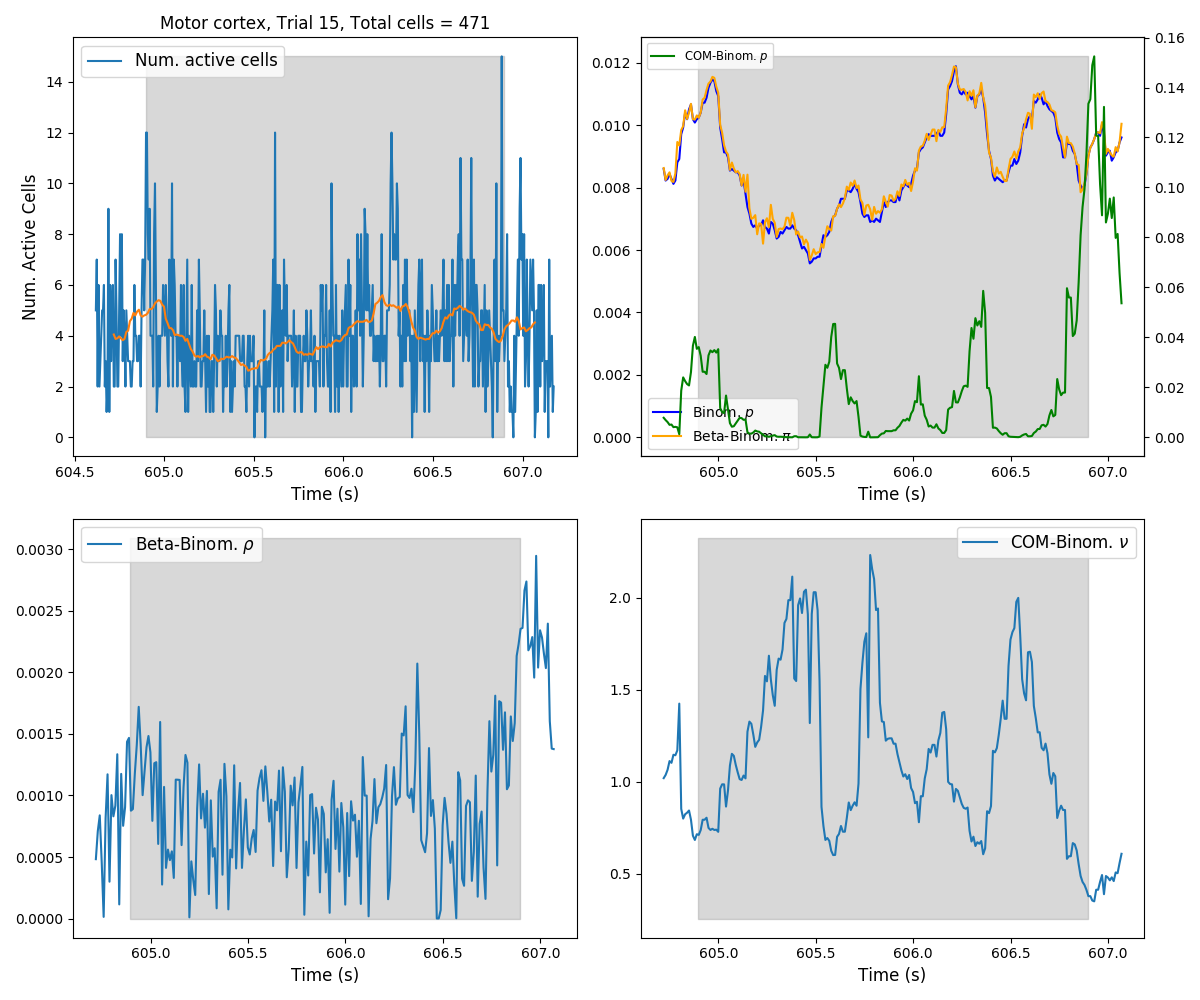 Motor cortex, Trial 15, Total cells = 471
Num. active cells
Num. Active Cells
14
12
10
8
6
4
2
0
604.5 605.0 605.5 606.0 606.5 607.0
Time (s)
COM-Binom. p
0.012
0.010
0.008
0.006
0.004
0.002
0.000
0.16
0.14
0.12
0.10
0.08
0.06
0.04
0.02
0.00
Binom. p
Beta-Binom. π
605.0 605.5 606.0 606.5 607.0
Time (s)
Beta-Binom. ρ
0.0030
0.0025
0.0020
0.0015
0.0010
0.0005
0.0000
605.0 605.5 606.0 606.5 607.0
Time (s)
COM-Binom. ν
2.0
1.5
1.0
0.5
605.0 605.5 606.0 606.5 607.0
Time (s)